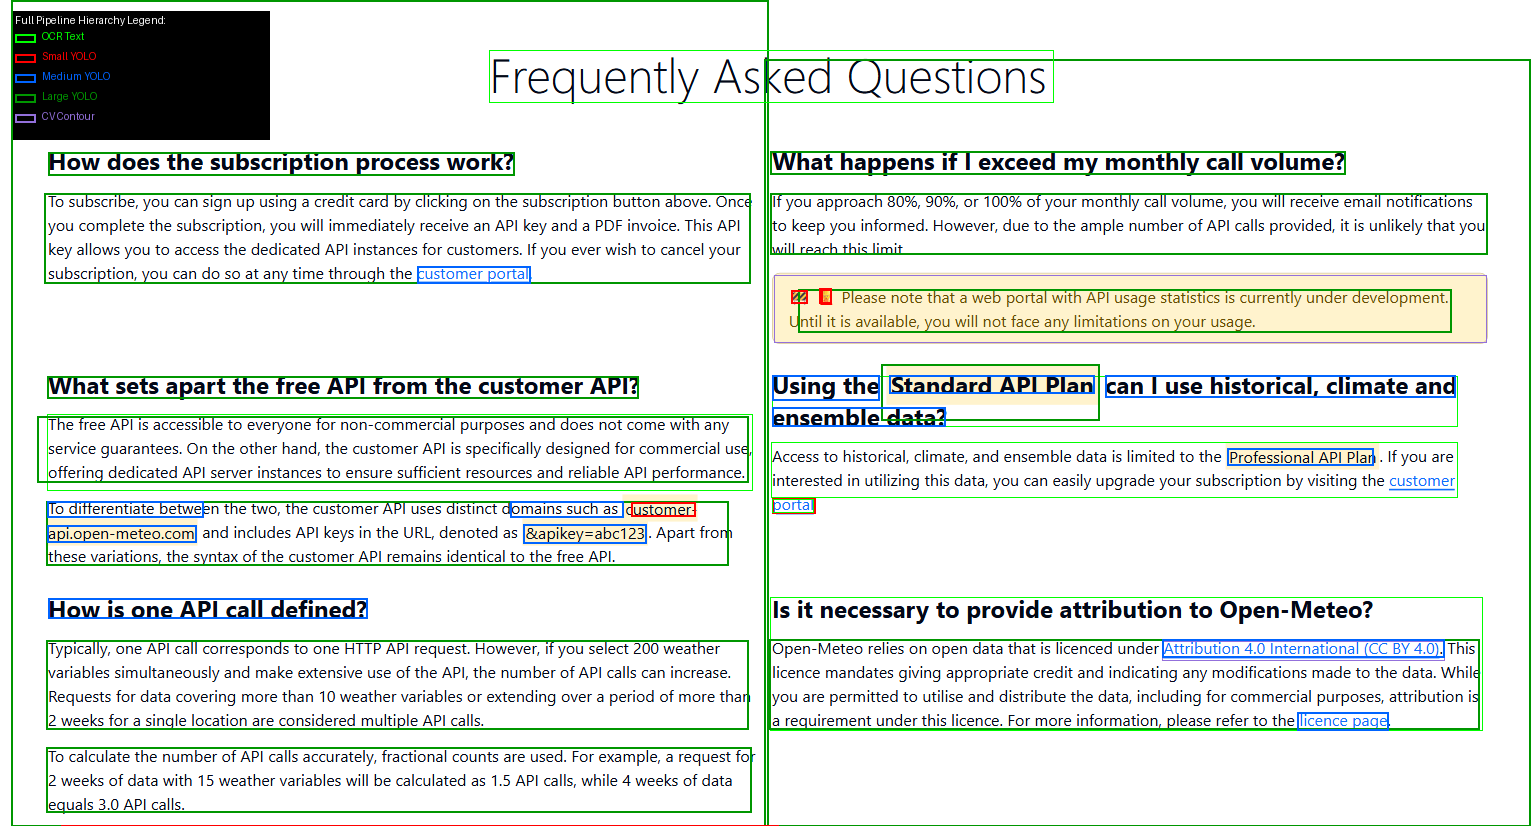 Full Pipeline Hierarchy Legend:
OCR Text
Small YOLO
Medium YOLO
Large YOLO
CV Contour
Frequently Asked Questions
How does the subscription process work?
To subscribe, you can sign up using a credit card by clicking on the subscription button above. Once
you complete the subscription, you will immediately receive an API key and a PDF invoice. This API
key allows you to access the dedicated API instances for customers. If you ever wish to cancel your
subscription, you can do so at any time through the customer portal.
What happens if I exceed my monthly call volume?
If you approach 80%, 90%, or 100% of your monthly call volume, you will receive email notifications
to keep you informed. However, due to the ample number of API calls provided, it is unlikely that you
will reach this limit.
Please note that a web portal with API usage statistics is currently under development.
Until it is available, you will not face any limitations on your usage.
What sets apart the free API from the customer API?
The free API is accessible to everyone for non-commercial purposes and does not come with any
service guarantees. On the other hand, the customer API is specifically designed for commercial use,
offering dedicated API server instances to ensure sufficient resources and reliable API performance.
To differentiate between the two, the customer API uses distinct domains such as customer-
api.open-meteo.com and includes API keys in the URL, denoted as &apikey=abc123. Apart from
these variations, the syntax of the customer API remains identical to the free API.
Using the Standard API Plan can I use historical, climate and
ensemble data?
Access to historical, climate, and ensemble data is limited to the Professional API Plan. If you are
interested in utilizing this data, you can easily upgrade your subscription by visiting the customer
portal
How is one API call defined?
Typically, one API call corresponds to one HTTP API request. However, if you select 200 weather
variables simultaneously and make extensive use of the API, the number of API calls can increase.
Requests for data covering more than 10 weather variables or extending over a period of more than
2 weeks for a single location are considered multiple API calls.
To calculate the number of API calls accurately, fractional counts are used. For example, a request for
2 weeks of data with 15 weather variables will be calculated as 1.5 API calls, while 4 weeks of data
equals 3.0 API calls.
Is it necessary to provide attribution to Open-Meteo?
Open-Meteo relies on open data that is licenced under Attribution 4.0 International (CC BY 4.0). This
licence mandates giving appropriate credit and indicating any modifications made to the data. While
you are permitted to utilise and distribute the data, including for commercial purposes, attribution is
a requirement under this licence. For more information, please refer to the licence page.